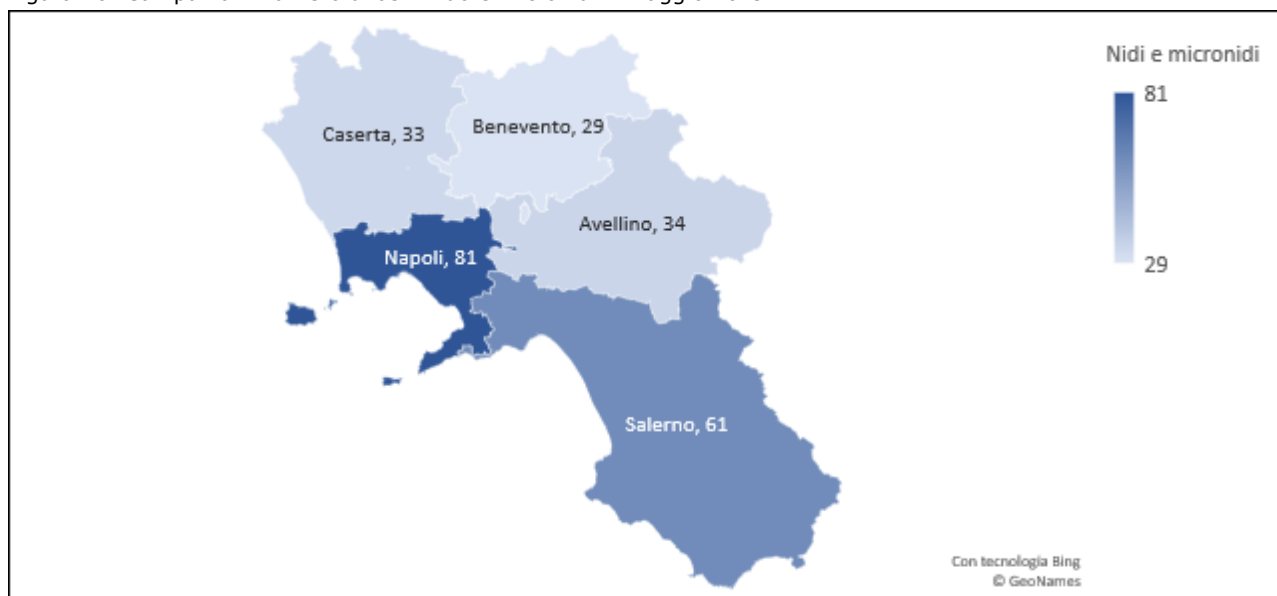 Nidi e micronidi
81
29
Caserta, 33
Benevento, 29
Avellino, 34
Napoli, 81
Salerno, 61
Con tecnologia Bing
© GeoNames